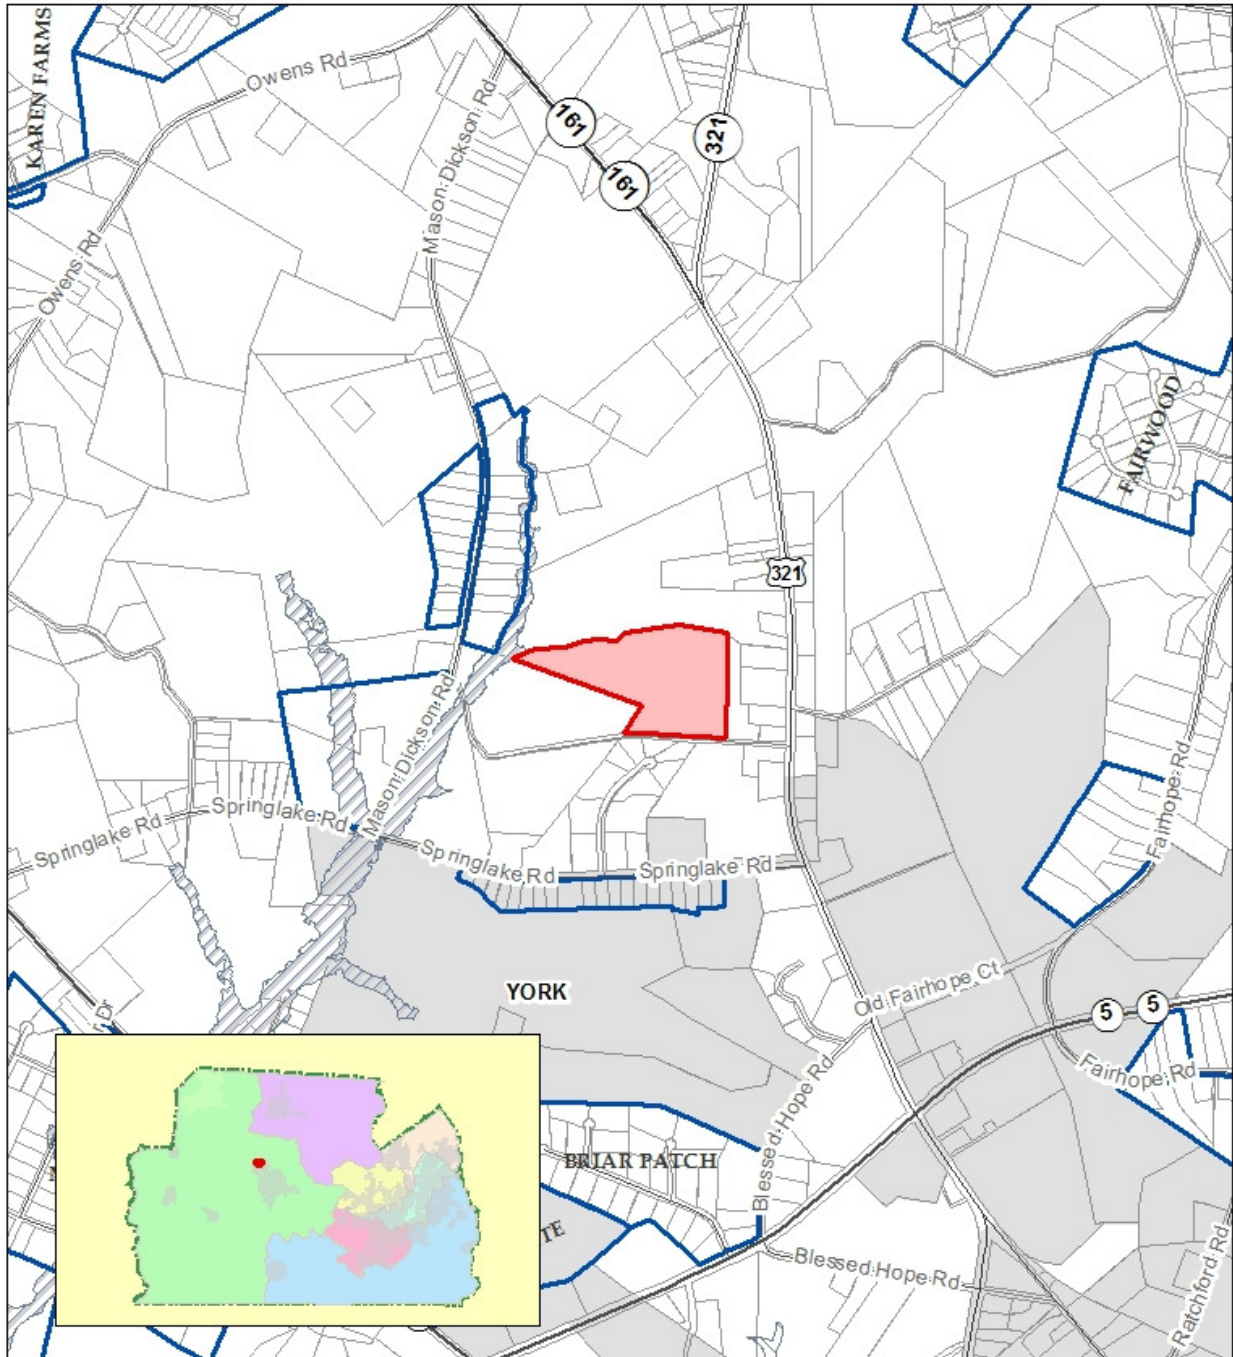 KAREN FARMS
Owens Rd
Mason Dickson Rd
161
321
161
Owens Rd
FAIRWOOD
321
Mason Dickson Rd
Fairhope Rd
Springlake Rd
Springlake Rd
Springlake Rd
Springlake Rd
YORK
Old Fairhope Ct
5
5
Fairhope Rd
Blessed Hope Rd
BRIAR PATCH
Blessed Hope Rd
Ratchford Rd